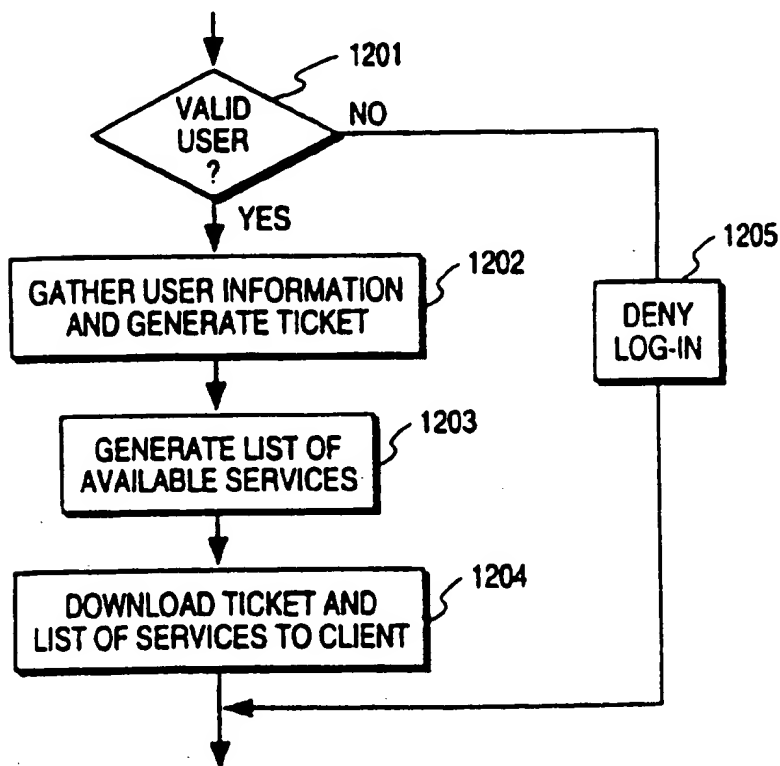 1201
VALID
USER
?
NO
YES
1202
GATHER USER INFORMATION
AND GENERATE TICKET
1205
DENY
LOG-IN
1203
GENERATE LIST OF
AVAILABLE SERVICES
1204
DOWNLOAD TICKET AND
LIST OF SERVICES TO CLIENT